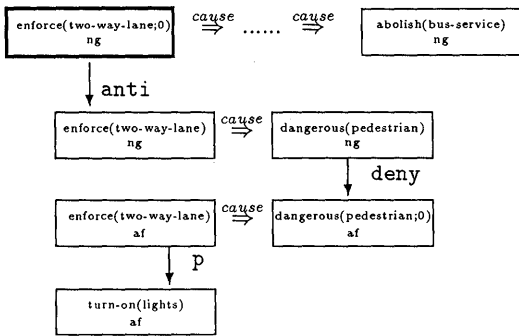 cause
cause
enforce(two-way-lane;0)
ng
⇒ ...... ⇒
abolish(bus-service)
ng
anti
cause
enforce(two-way-lane)
ng
⇒
dangerous(pedestrian)
ng
deny
cause
enforce(two-way-lane)
af
⇒
dangerous(pedestrian;0)
af
p
turn-on(lights)
af